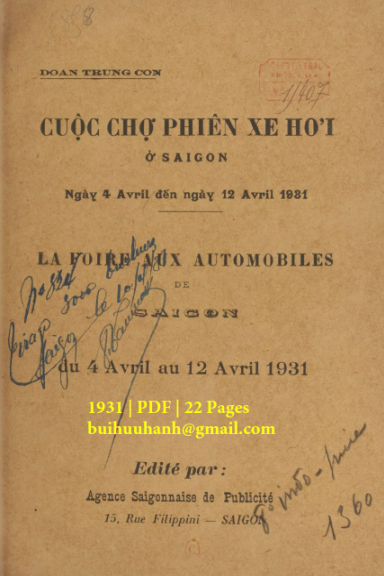 DOAN TRUNG CON
CUỘC CHỢ PHIÊN XE HƠI
Ở SAIGON
Ngày 4 Avril đến ngày 12 Avril 1931
LA FOIRE AUX AUTOMOBILES
DE
SAIGON
du 4 Avril au 12 Avril 1931
1931 | PDF | 22 Pages
buihuuhanh@gmail.com
Edité par :
Agence Saigonnaise de Publicité
15, Rue Filippini — SAIGON
1360